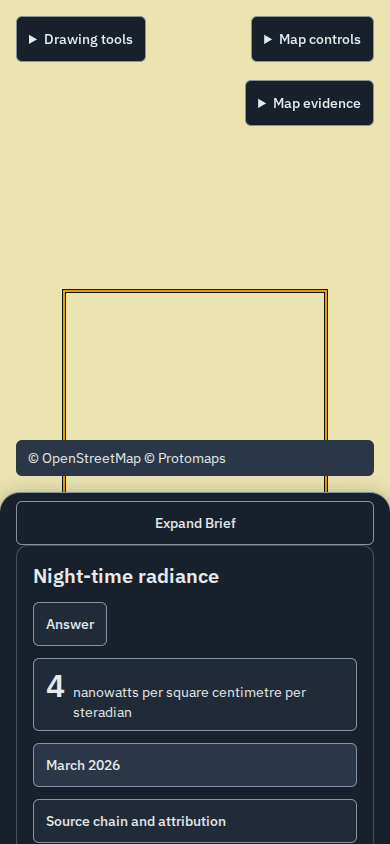 Drawing tools
Map controls
Map evidence
© OpenStreetMap © Protomaps
Expand Brief
Night-time radiance
Answer
4 nanowatts per square centimetre per
steradian
March 2026
Source chain and attribution